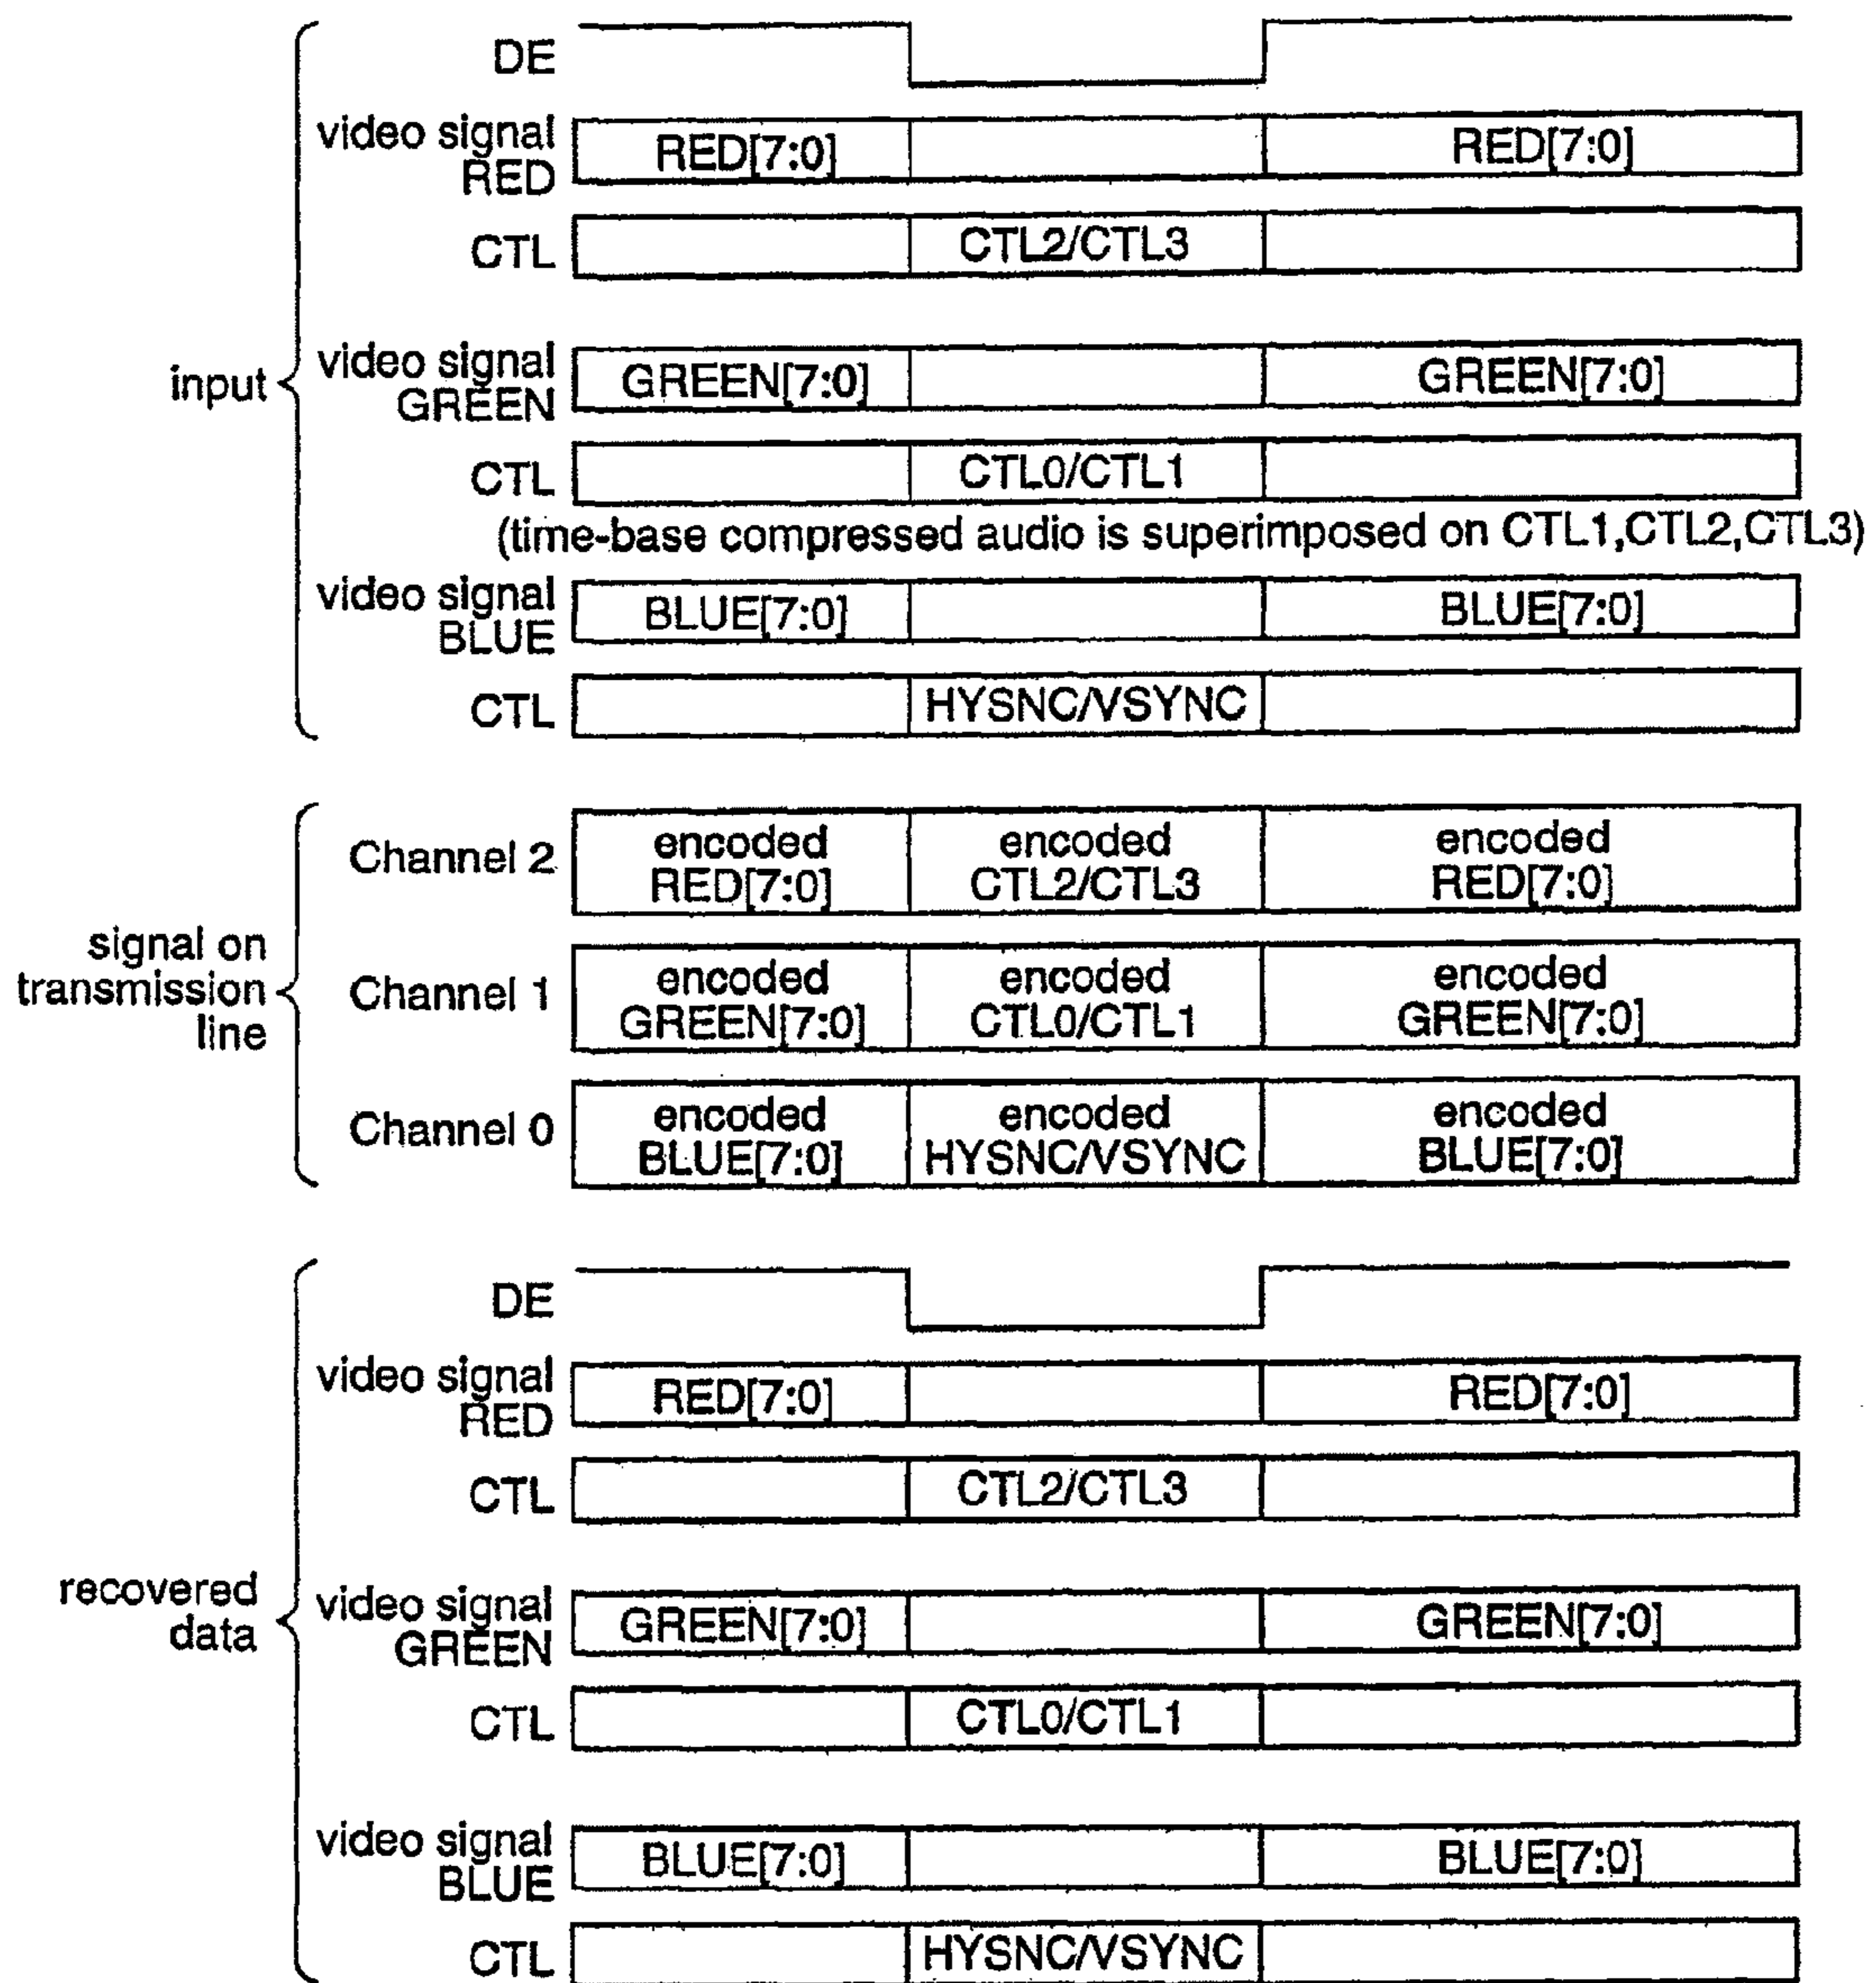 DE
video signal
RED
RED[7:0]
RED[7:0]
CTL
CTL2/CTL3
input
video signal
GREEN
GREEN[7:0]
GREEN[7:0]
CTL
CTL0/CTL1
(time-base compressed audio is superimposed on CTL1,CTL2,CTL3)
video signal
BLUE
BLUE[7:0]
BLUE[7:0]
CTL
HYSNC/VSYNC
signal on
transmission
line
Channel 2
encoded
RED[7:0]
encoded
CTL2/CTL3
encoded
RED[7:0]
Channel 1
encoded
GREEN[7:0]
encoded
CTL0/CTL1
encoded
GREEN[7:0]
Channel 0
encoded
BLUE[7:0]
encoded
HYSNC/VSYNC
encoded
BLUE[7:0]
recovered
data
DE
video signal
RED
RED[7:0]
RED[7:0]
CTL
CTL2/CTL3
video signal
GREEN
GREEN[7:0]
GREEN[7:0]
CTL
CTL0/CTL1
video signal
BLUE
BLUE[7:0]
BLUE[7:0]
CTL
HYSNC/VSYNC